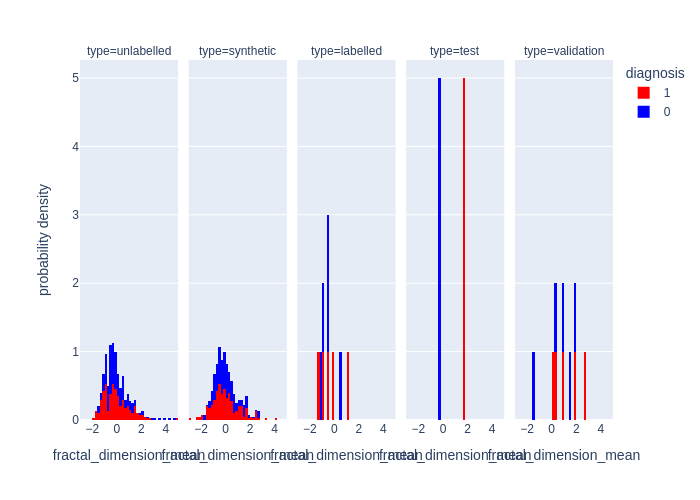 type=unlabelled type=synthetic type=labelled type=test type=validation
diagnosis
1
0
probability density
5
4
3
2
1
0
−2 0 2 4 −2 0 2 4 −2 0 2 4 −2 0 2 4 −2 0 2 4
fractal_dimension_mean fractal_dimension_mean fractal_dimension_mean fractal_dimension_mean fractal_dimension_mean